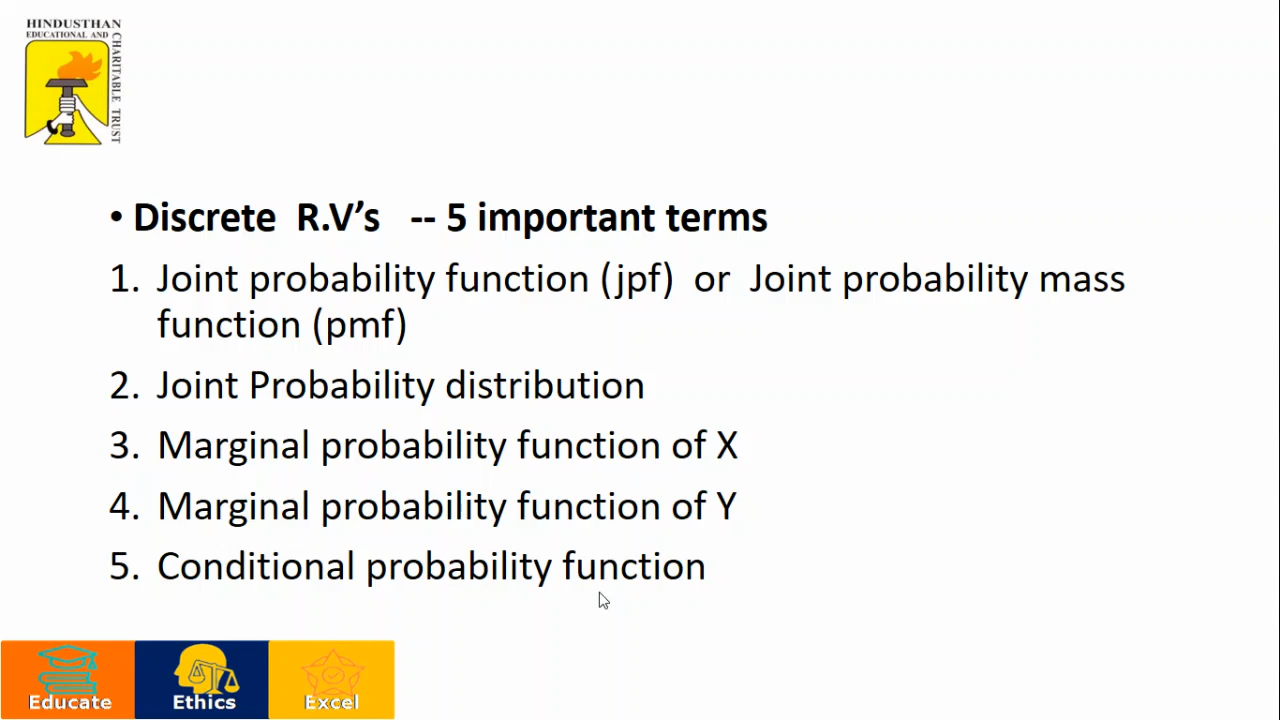 HINDUSTHAN
EDUCATIONAL AND
CHARITABLE TRUST
• Discrete R.V’s -- 5 important terms
1. Joint probability function (jpf) or Joint probability mass
function (pmf)
2. Joint Probability distribution
3. Marginal probability function of X
4. Marginal probability function of Y
5. Conditional probability function
Educate
Ethics
Excel